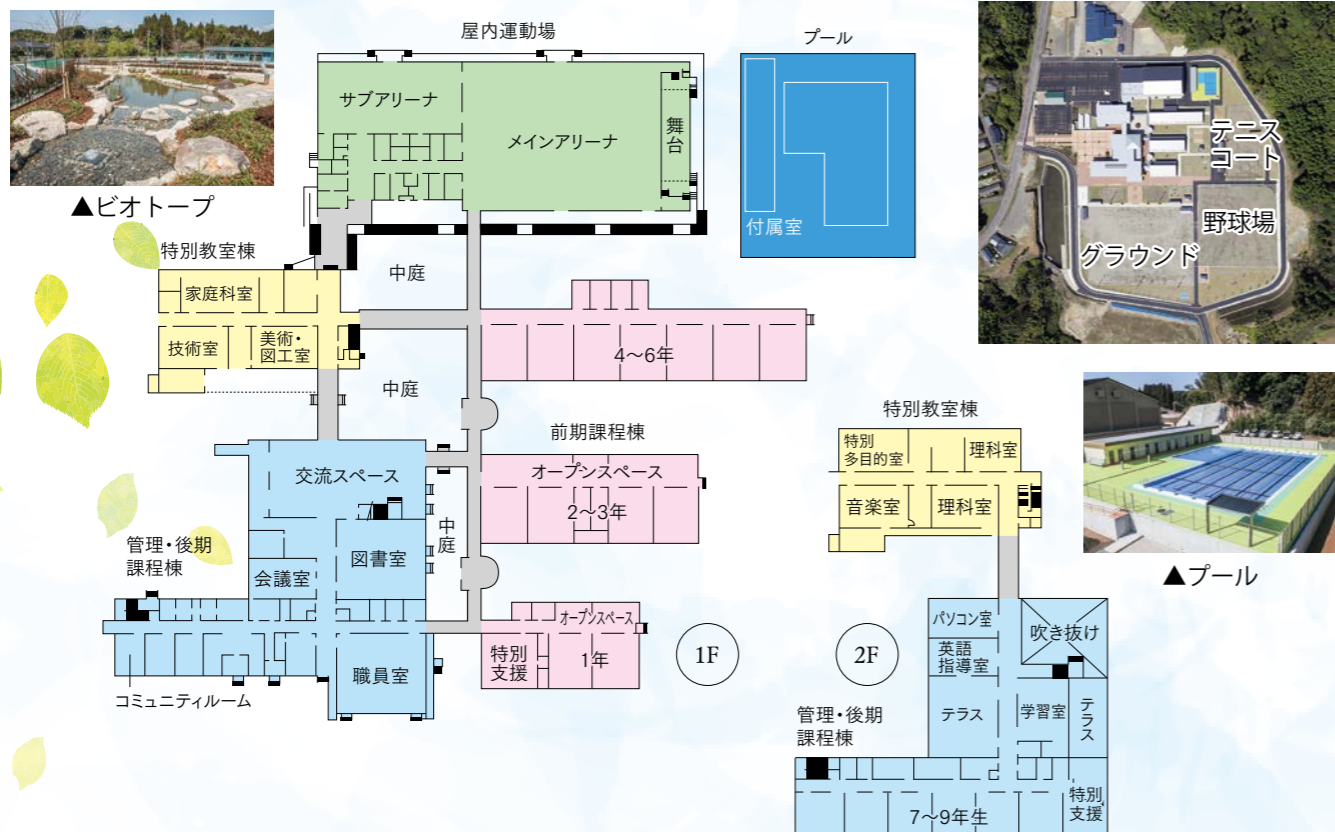 屋内運動場
サブアリーナ
メインアリーナ
舞台
プール
付属室
テニス
コート
野球場
グラウンド
▲ビオトープ
特別教室棟
家庭科室
技術室
美術・
図工室
中庭
中庭
4〜6年
交流スペース
前期課程棟
オープンスペース
2〜3年
中庭
図書室
会議室
管理・後期
課程棟
オープンスペース
特別
支援
1年
職員室
コミュニティルーム
1F
2F
特別教室棟
特別
多目的室
理科室
音楽室
理科室
▲プール
パソコン室
吹き抜け
英語
指導室
テラス
学習室
テラス
管理・後期
課程棟
7〜9年生
特別
支援